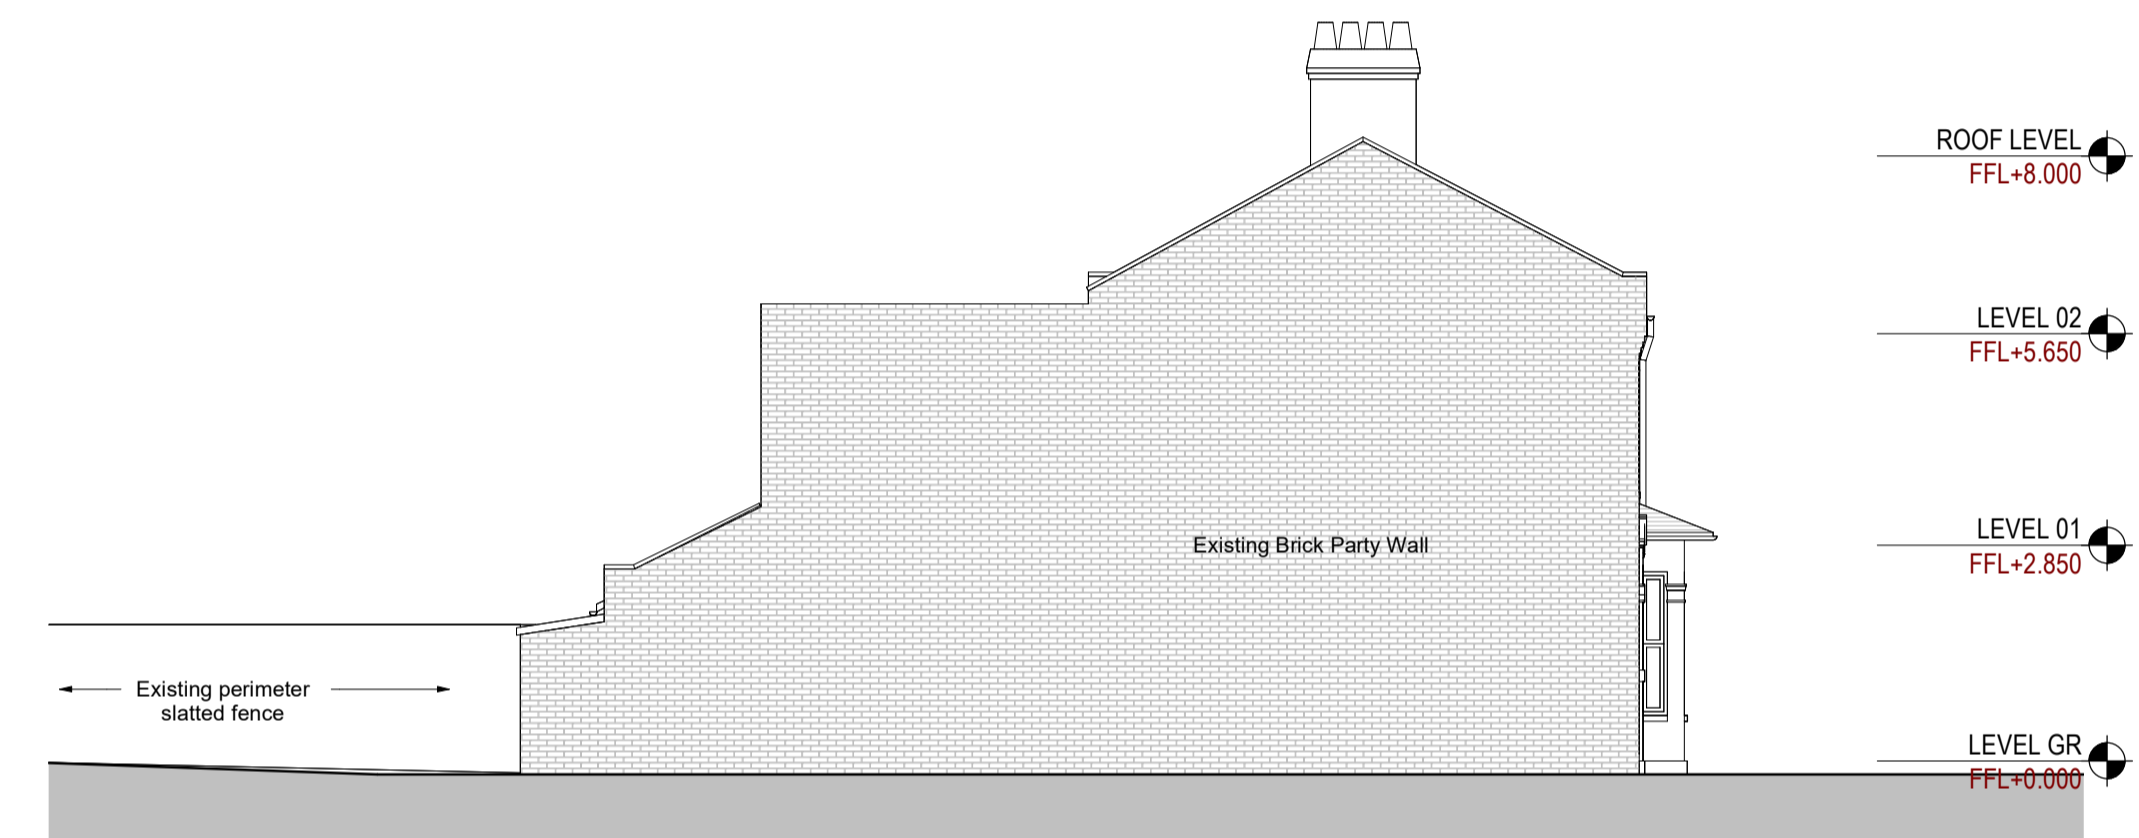 ROOF LEVEL
FFL+8.000
LEVEL 02
FFL+5.650
LEVEL 01
FFL+2.850
Existing Brick Party Wall
Existing perimeter
slatted fence
LEVEL GR
FFL+0.000